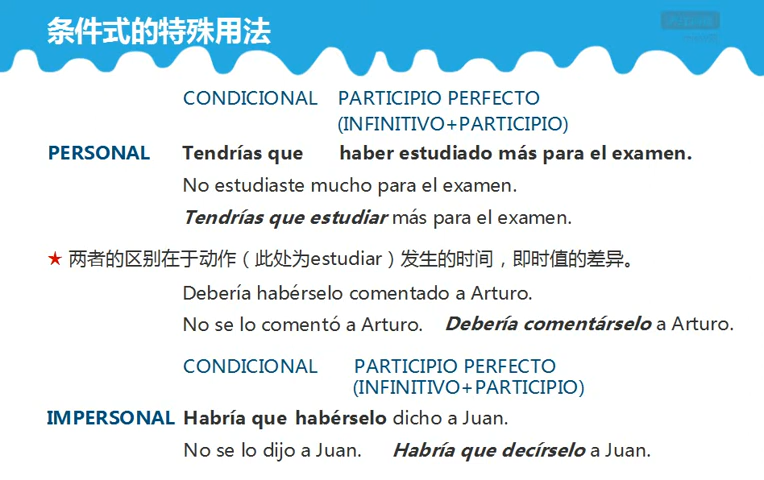 条件式的特殊用法
CONDICIONAL PARTICIPIO PERFECTO
(INFINITIVO+PARTICIPIO)
PERSONAL Tendrías que haber estudiado más para el examen.
No estudiaste mucho para el examen.
Tendrías que estudiar más para el examen.
★ 两者的区别在于动作（此处为estudiar）发生的时间，即时值的差异。
Debería habérselo comentado a Arturo.
No se lo comentó a Arturo. Debería comentárselo a Arturo.
CONDICIONAL PARTICIPIO PERFECTO
(INFINITIVO+PARTICIPIO)
IMPERSONAL Habría que habérselo dicho a Juan.
No se lo dijo a Juan. Habría que decírselo a Juan.